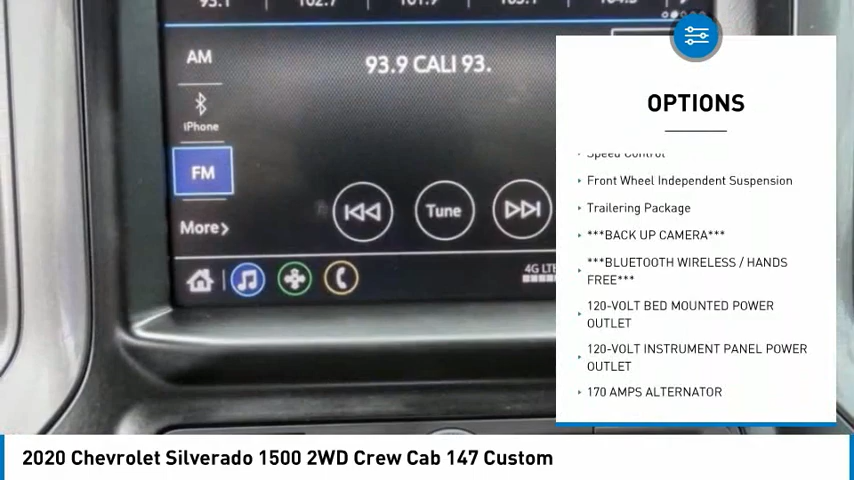 102.7
AM
93.9 CALI 93.
iPhone
FM
Tune
More>
4G LTE
OPTIONS
Speed Control
Front Wheel Independent Suspension
Trailering Package
***BACK UP CAMERA***
***BLUETOOTH WIRELESS / HANDS
FREE***
120-VOLT BED MOUNTED POWER
OUTLET
120-VOLT INSTRUMENT PANEL POWER
OUTLET
170 AMPS ALTERNATOR
2020 Chevrolet Silverado 1500 2WD Crew Cab 147 Custom